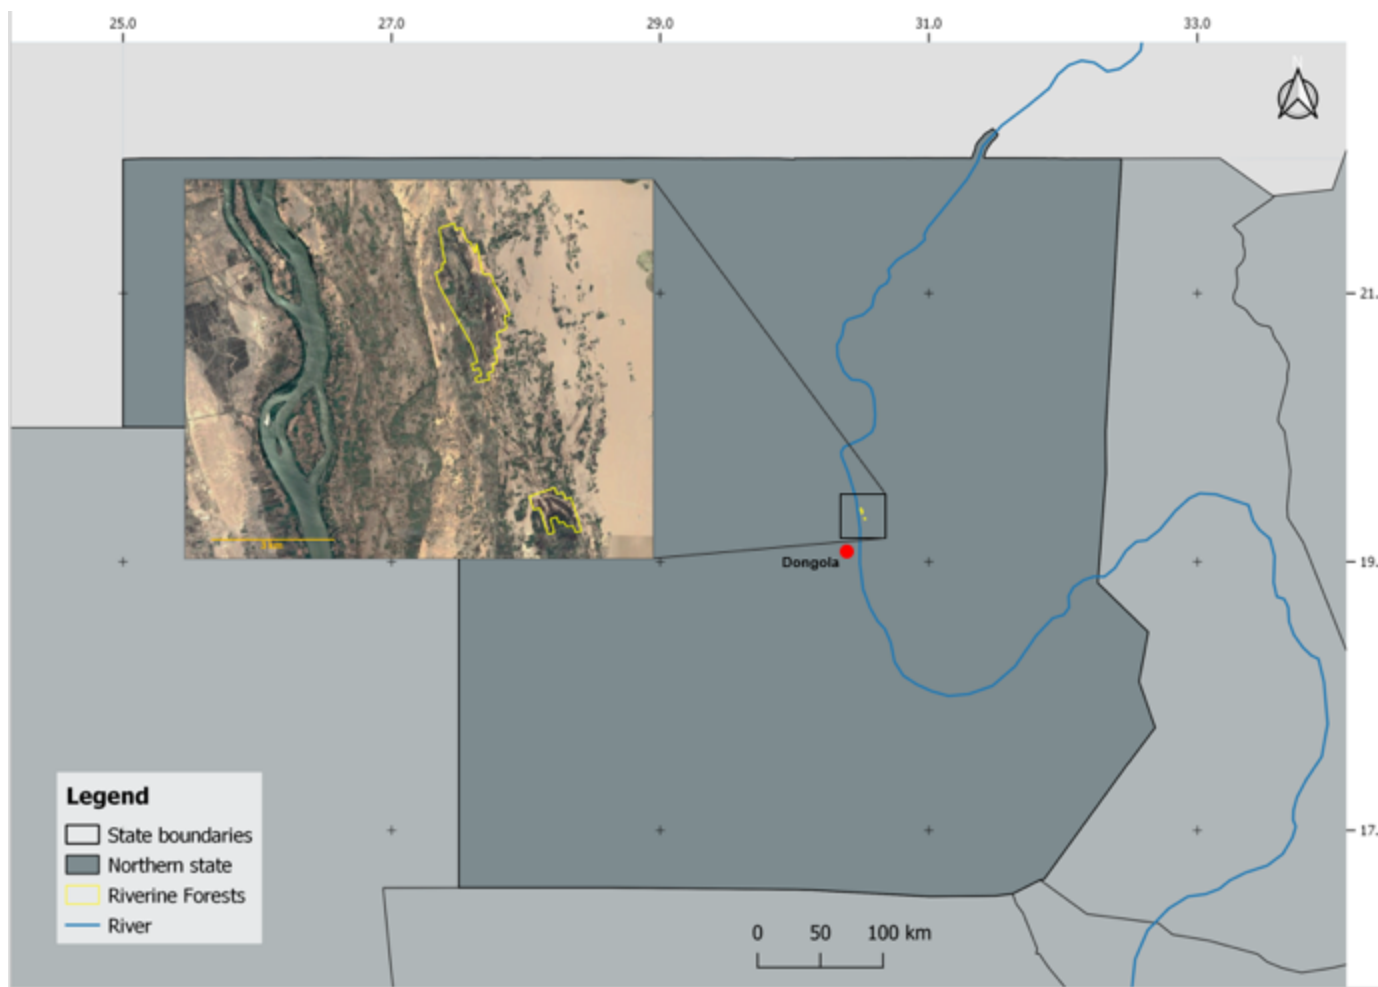 25.0 27.0 29.0 31.0 33.0
N
21.
19.
Dongola
17.
Legend
State boundaries
Northern state
Riverine Forests
River
0 50 100 km